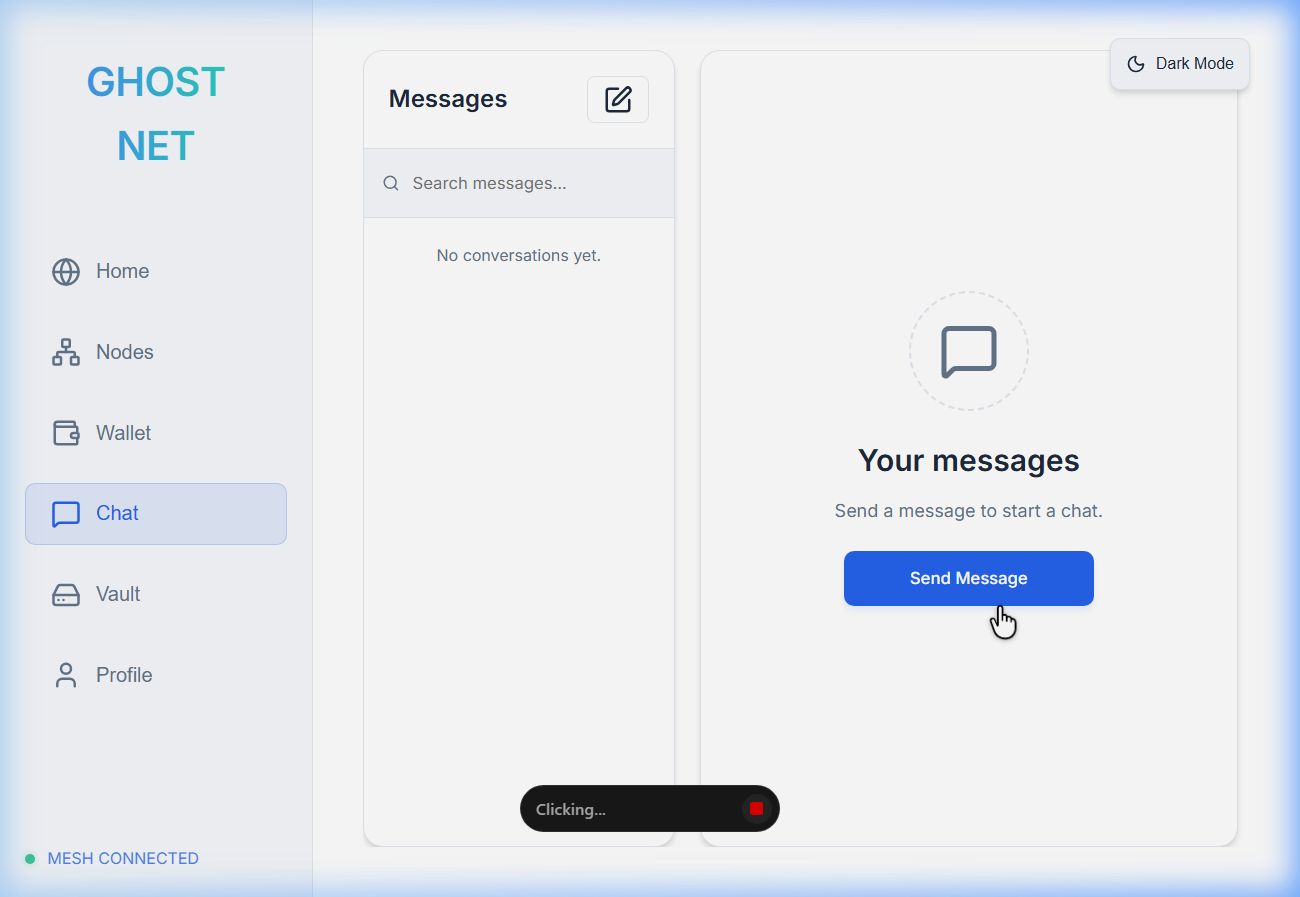 GHOST
NET
Home
Nodes
Wallet
Chat
Vault
Profile
MESH CONNECTED
Messages
Search messages...
No conversations yet.
Dark Mode
Your messages
Send a message to start a chat.
Send Message
Clicking...